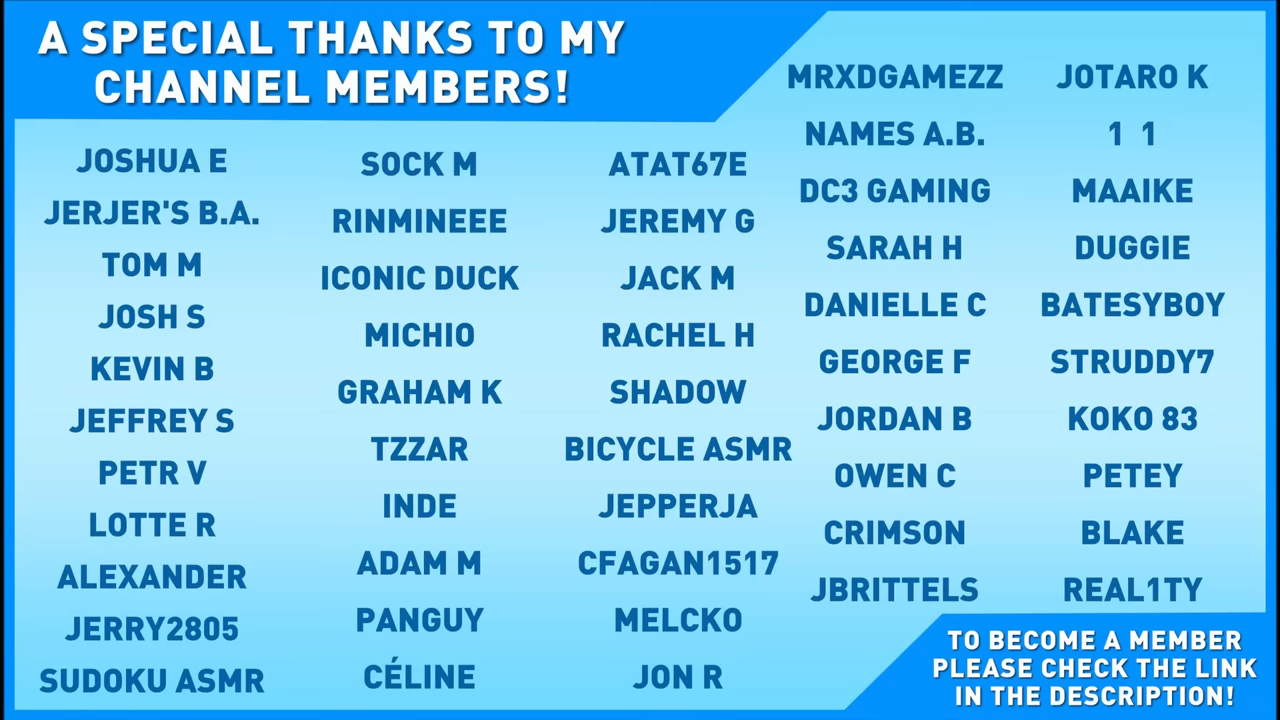 A SPECIAL THANKS TO MY
CHANNEL MEMBERS!
JOSHUA E
JERJER'S B.A.
TOM M
JOSH S
KEVIN B
JEFFREY S
PETR V
LOTTE R
ALEXANDER
JERRY2805
SUDOKU ASMR
SOCK M
RINMINEEE
ICONIC DUCK
MICHIO
GRAHAM K
TZZAR
INDE
ADAM M
PANGUY
CÉLINE
ATAT67E
JEREMY G
JACK M
RACHEL H
SHADOW
BICYCLE ASMR
JEPPERJA
CFAGAN1517
MELCKO
JON R
MRXDGAMEZZ
NAMES A.B.
DC3 GAMING
SARAH H
DANIELLE C
GEORGE F
JORDAN B
OWEN C
CRIMSON
JBRITTELS
JOTARO K
1 1
MAAIKE
DUGGIE
BATESYBOY
STRUDDY7
KOKO 83
PETEY
BLAKE
REAL1TY
TO BECOME A MEMBER
PLEASE CHECK THE LINK
IN THE DESCRIPTION!